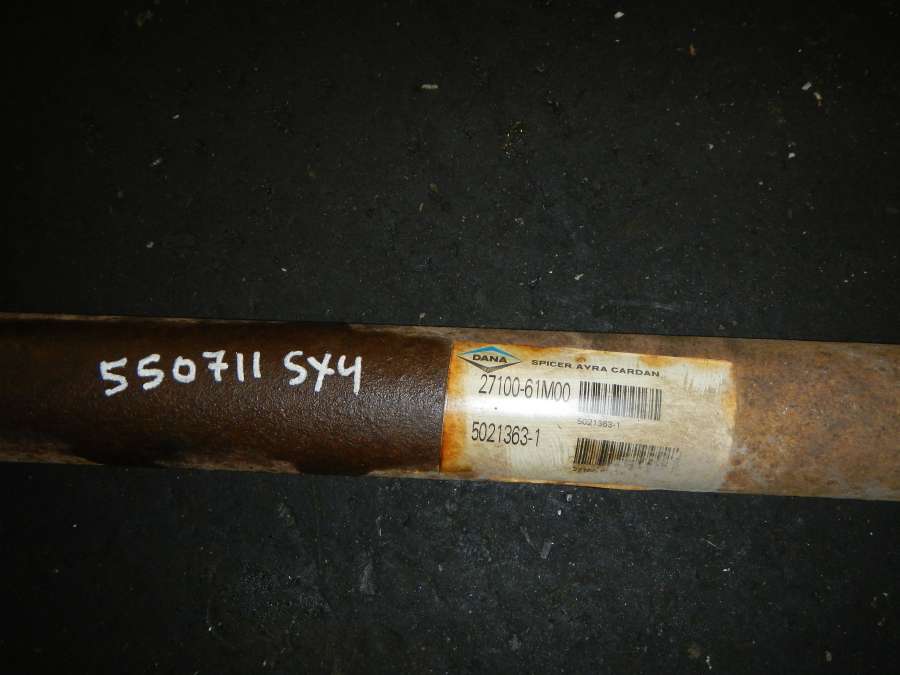 550711 SX4
DANA SPICER AYRA CARDAN
27100-61M00
5021363-1
5021363-1